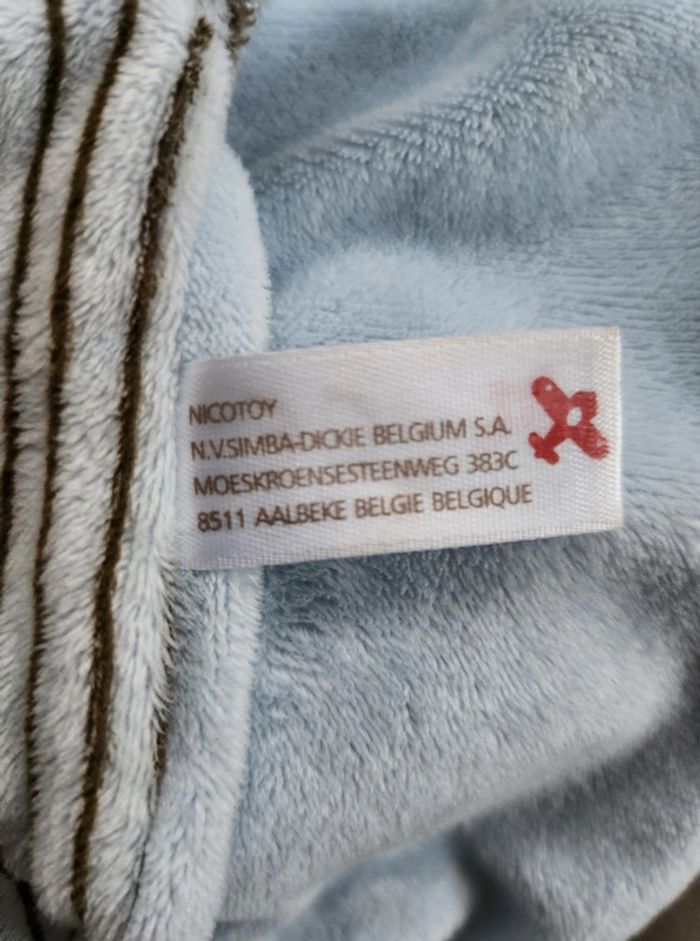 NICOTOY
N.V.SIMBA-DICKIE BELGIUM S.A.
MOESKROENSESTEENWEG 383C
8511 AALBEKE BELGIE BELGIQUE